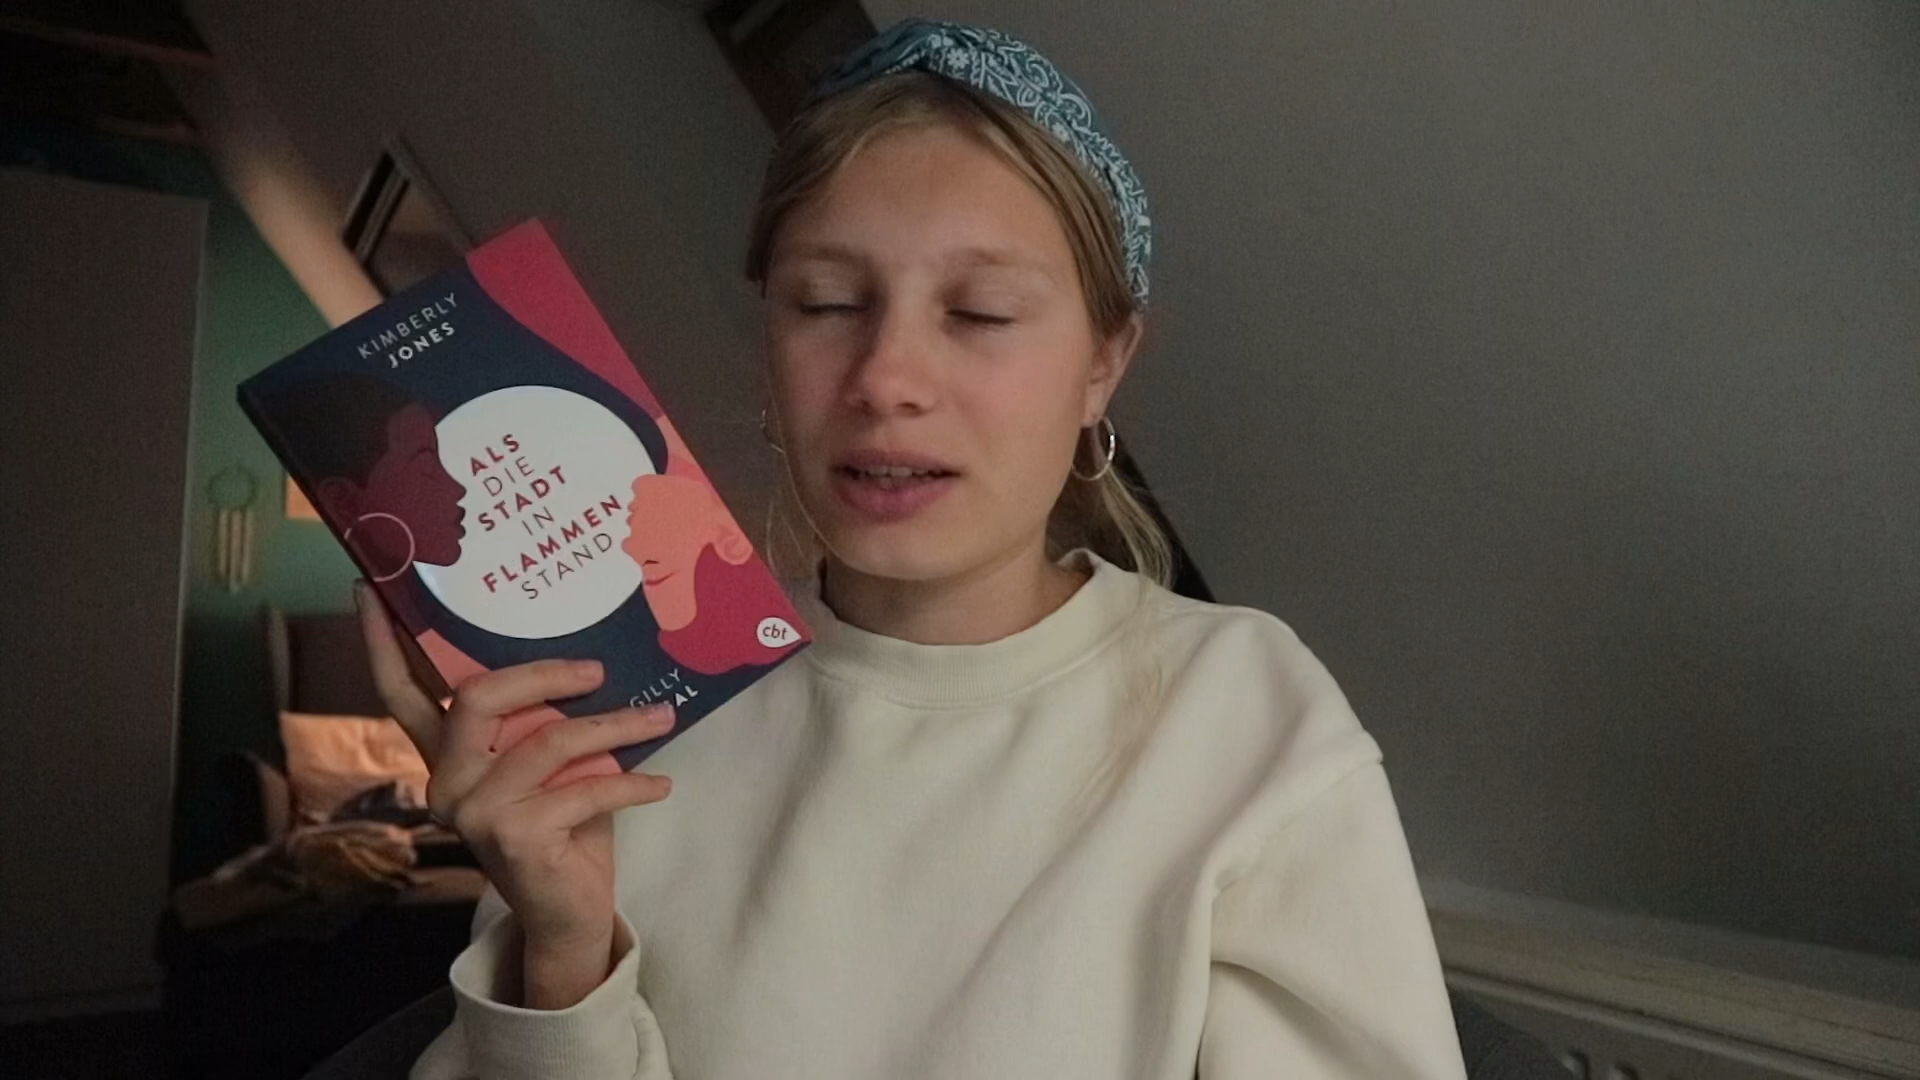 KIMBERLY
JONES
ALS
DIE
STADT
IN
FLAMMEN
STAND
cbt
GILLY